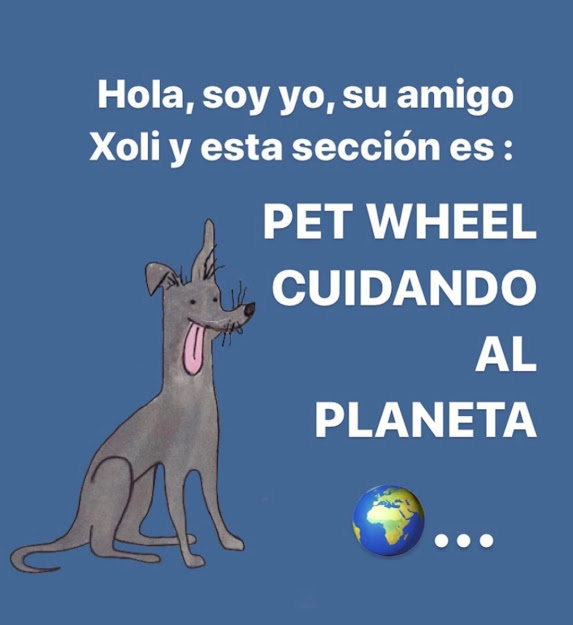 Hola, soy yo, su amigo
Xoli y esta sección es :
PET WHEEL
CUIDANDO
AL
PLANETA
🌍...